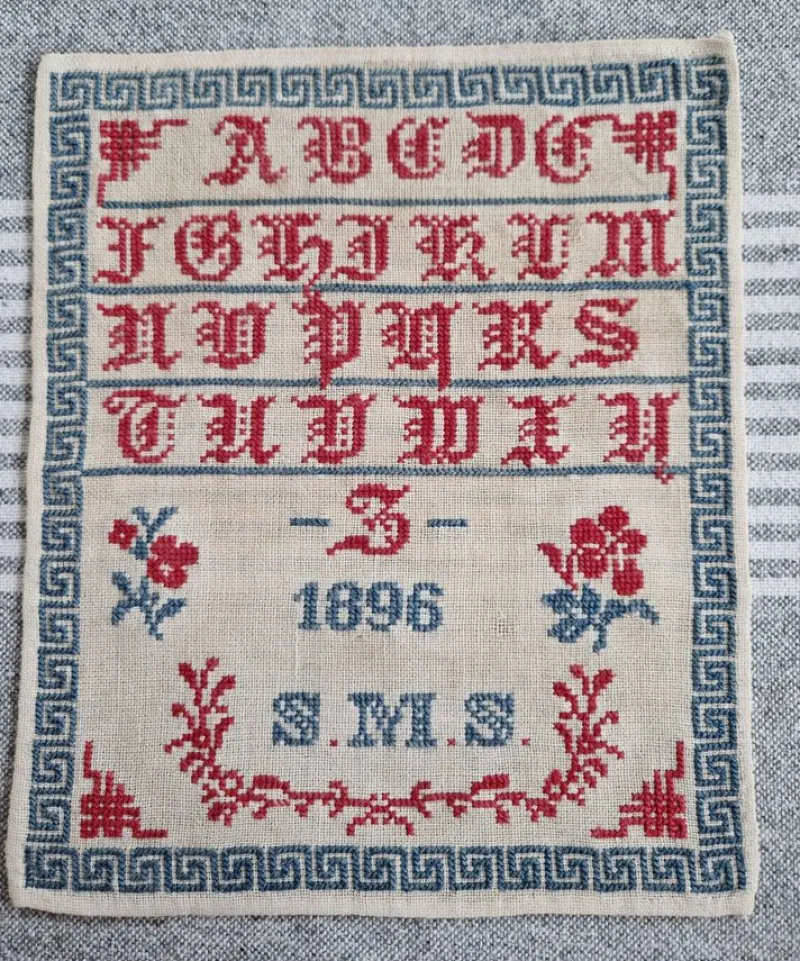 A B C D E
F G H I K L M
N O P Q R S
T U V W X Y
- Z -
1896
S.M.S.